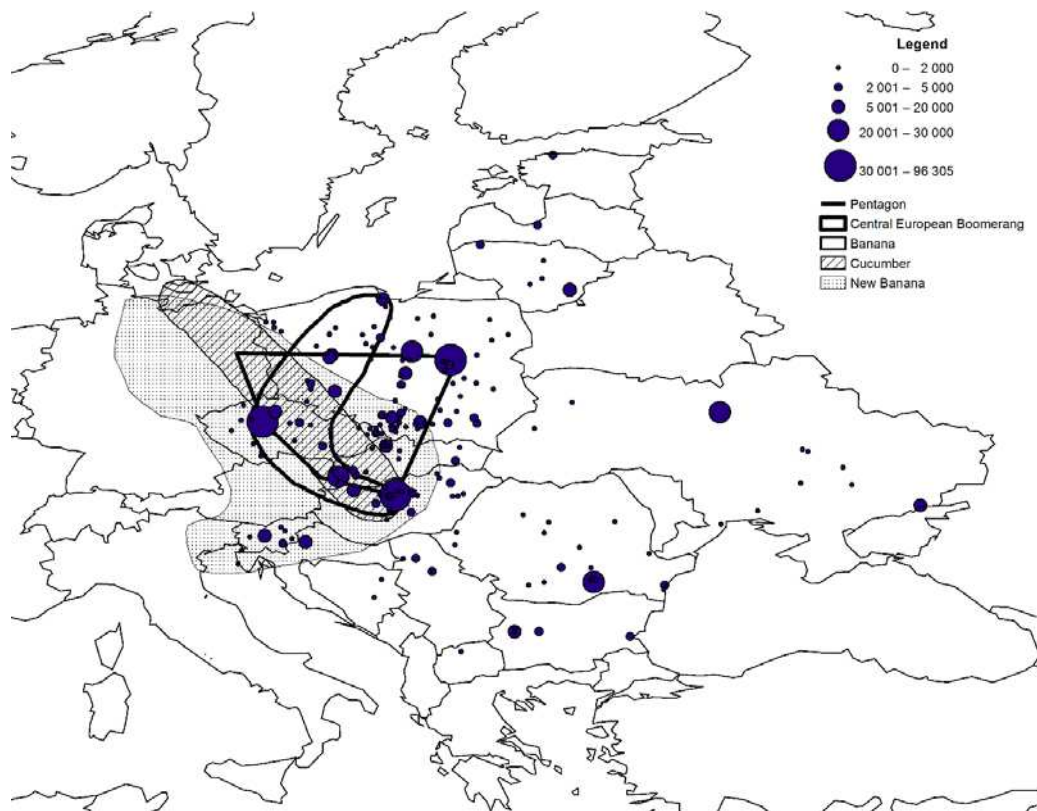 Legend
0 – 2 000
2 001 – 5 000
5 001 – 20 000
20 001 – 30 000
30 001 – 96 305
Pentagon
Central European Boomerang
Banana
Cucumber
New Banana